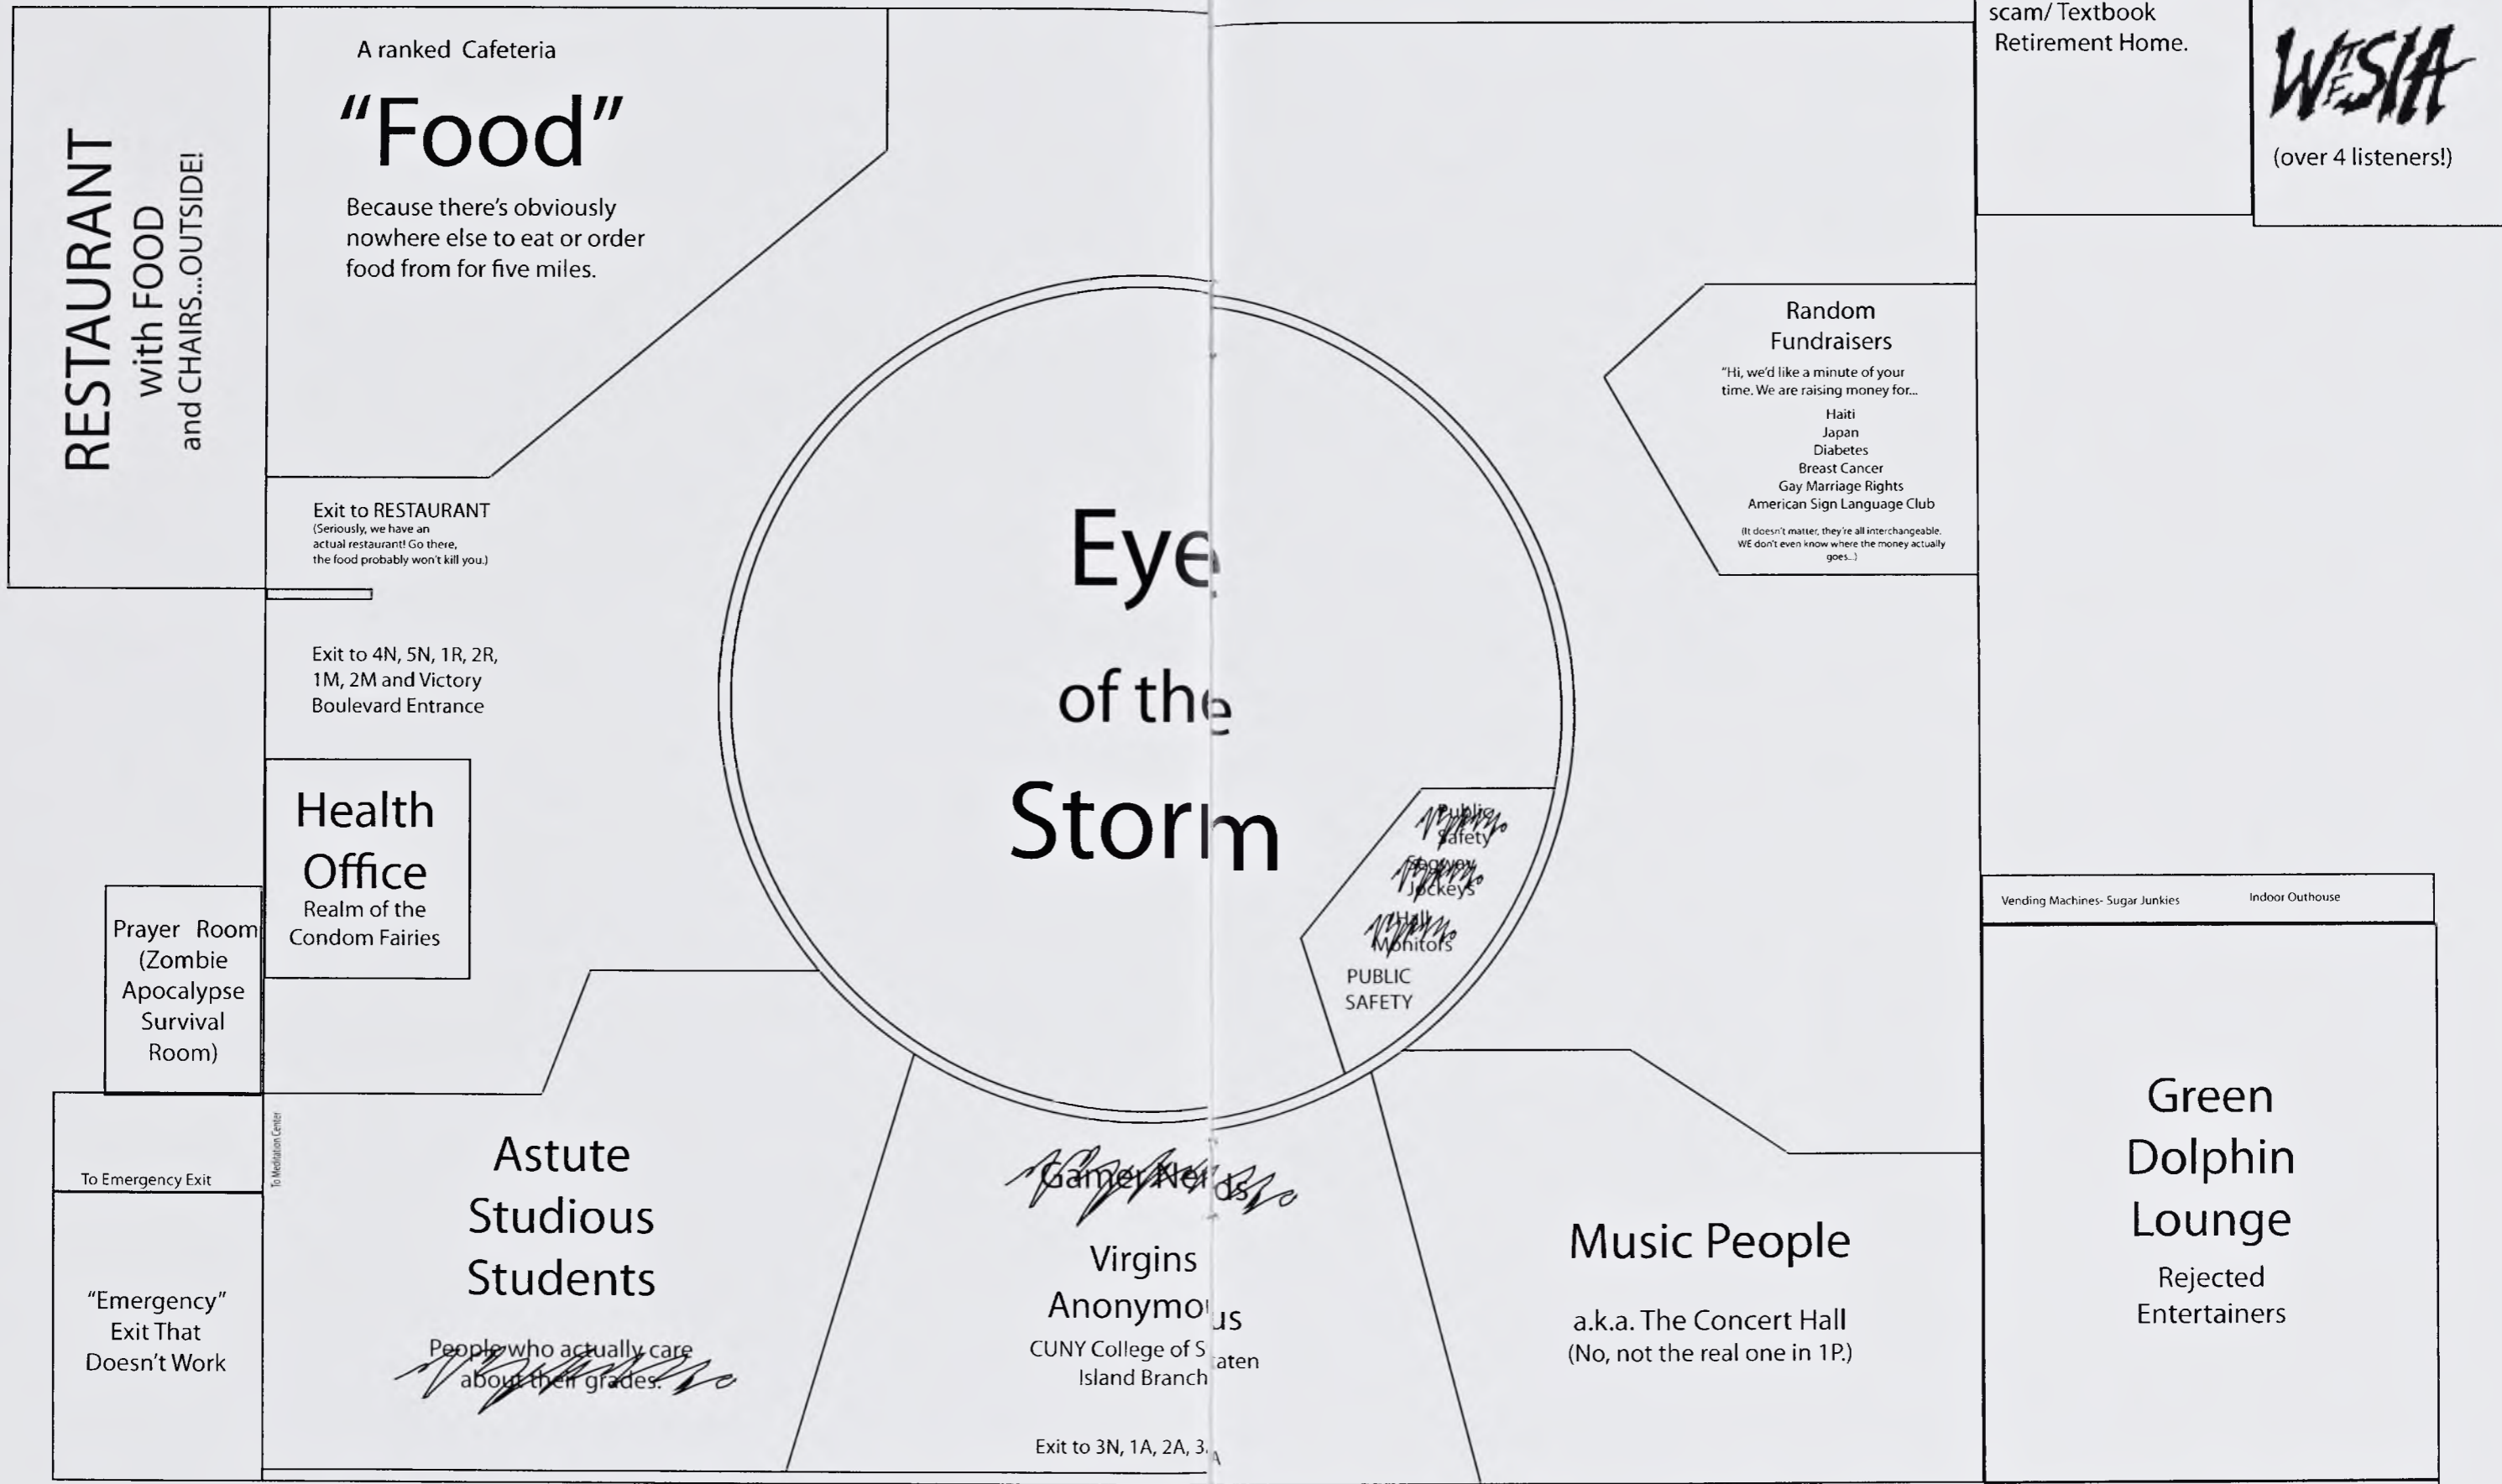 A ranked Cafeteria
“Food”
Because there’s obviously
nowhere else to eat or order
food from for five miles.
RESTAURANT
with FOOD
and CHAIRS...OUTSIDE!
Exit to RESTAURANT
(Seriously, we have an
actual restaurant! Go there,
the food probably won’t kill you.)
Exit to 4N, 5N, 1R, 2R,
1M, 2M and Victory
Boulevard Entrance
Health
Office
Realm of the
Condom Fairies
Prayer Room
(Zombie
Apocalypse
Survival
Room)
To Emergency Exit
To Meditation Center
“Emergency”
Exit That
Doesn’t Work
Astute
Studious
Students
People who actually care
about their grades.
Eye
of the
Storm
Public
Safety
Segway
Jockeys
Hall
Monitors
PUBLIC
SAFETY
Gamer Nerds
Virgins
Anonymous
CUNY College of Staten
Island Branch
Exit to 3N, 1A, 2A, 3A
Music People
a.k.a. The Concert Hall
(No, not the real one in 1P.)
scam/ Textbook
Retirement Home.
WSIA
(over 4 listeners!)
Random
Fundraisers
“Hi, we’d like a minute of your
time. We are raising money for...
Haiti
Japan
Diabetes
Breast Cancer
Gay Marriage Rights
American Sign Language Club
(It doesn’t matter, they’re all interchangeable.
WE don’t even know where the money actually
goes...)
Vending Machines- Sugar Junkies
Indoor Outhouse
Green
Dolphin
Lounge
Rejected
Entertainers